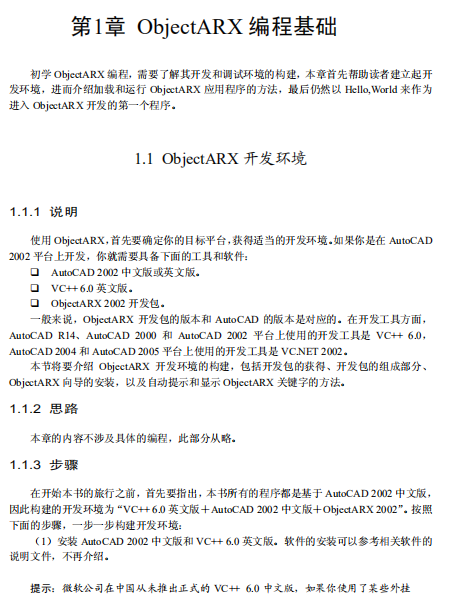 第1章 ObjectARX 编程基础
初学 ObjectARX 编程，需要了解其开发和调试环境的构建，本章首先帮助读者建立起开
发环境，进而介绍加载和运行 ObjectARX 应用程序的方法，最后仍然以 Hello,World 来作为
进入 ObjectARX 开发的第一个程序。
1.1 ObjectARX 开发环境
1.1.1 说明
使用 ObjectARX，首先要确定你的目标平台，获得适当的开发环境。如果你是在 AutoCAD
2002 平台上开发，你就需要具备下面的工具和软件：
❑ AutoCAD 2002 中文版或英文版。
❑ VC++ 6.0 英文版。
❑ ObjectARX 2002 开发包。
一般来说，ObjectARX 开发包的版本和 AutoCAD 的版本是对应的。在开发工具方面，
AutoCAD R14、AutoCAD 2000 和 AutoCAD 2002 平台上使用的开发工具是 VC++ 6.0，
AutoCAD 2004 和 AutoCAD 2005 平台上使用的开发工具是 VC.NET 2002。
本节将要介绍 ObjectARX 开发环境的构建，包括开发包的获得、开发包的组成部分、
ObjectARX 向导的安装，以及自动提示和显示 ObjectARX 关键字的方法。
1.1.2 思路
本章的内容不涉及具体的编程，此部分从略。
1.1.3 步骤
在开始本书的旅行之前，首先要指出，本书所有的程序都是基于 AutoCAD 2002 中文版，
因此构建的开发环境为“VC++ 6.0 英文版＋AutoCAD 2002 中文版＋ObjectARX 2002”。按照
下面的步骤，一步一步构建开发环境：
（1）安装 AutoCAD 2002 中文版和 VC++ 6.0 英文版。软件的安装可以参考相关软件的
说明文件，不再介绍。
提示：微软公司在中国从未推出正式的 VC++ 6.0 中文版，如果你使用了某些外挂